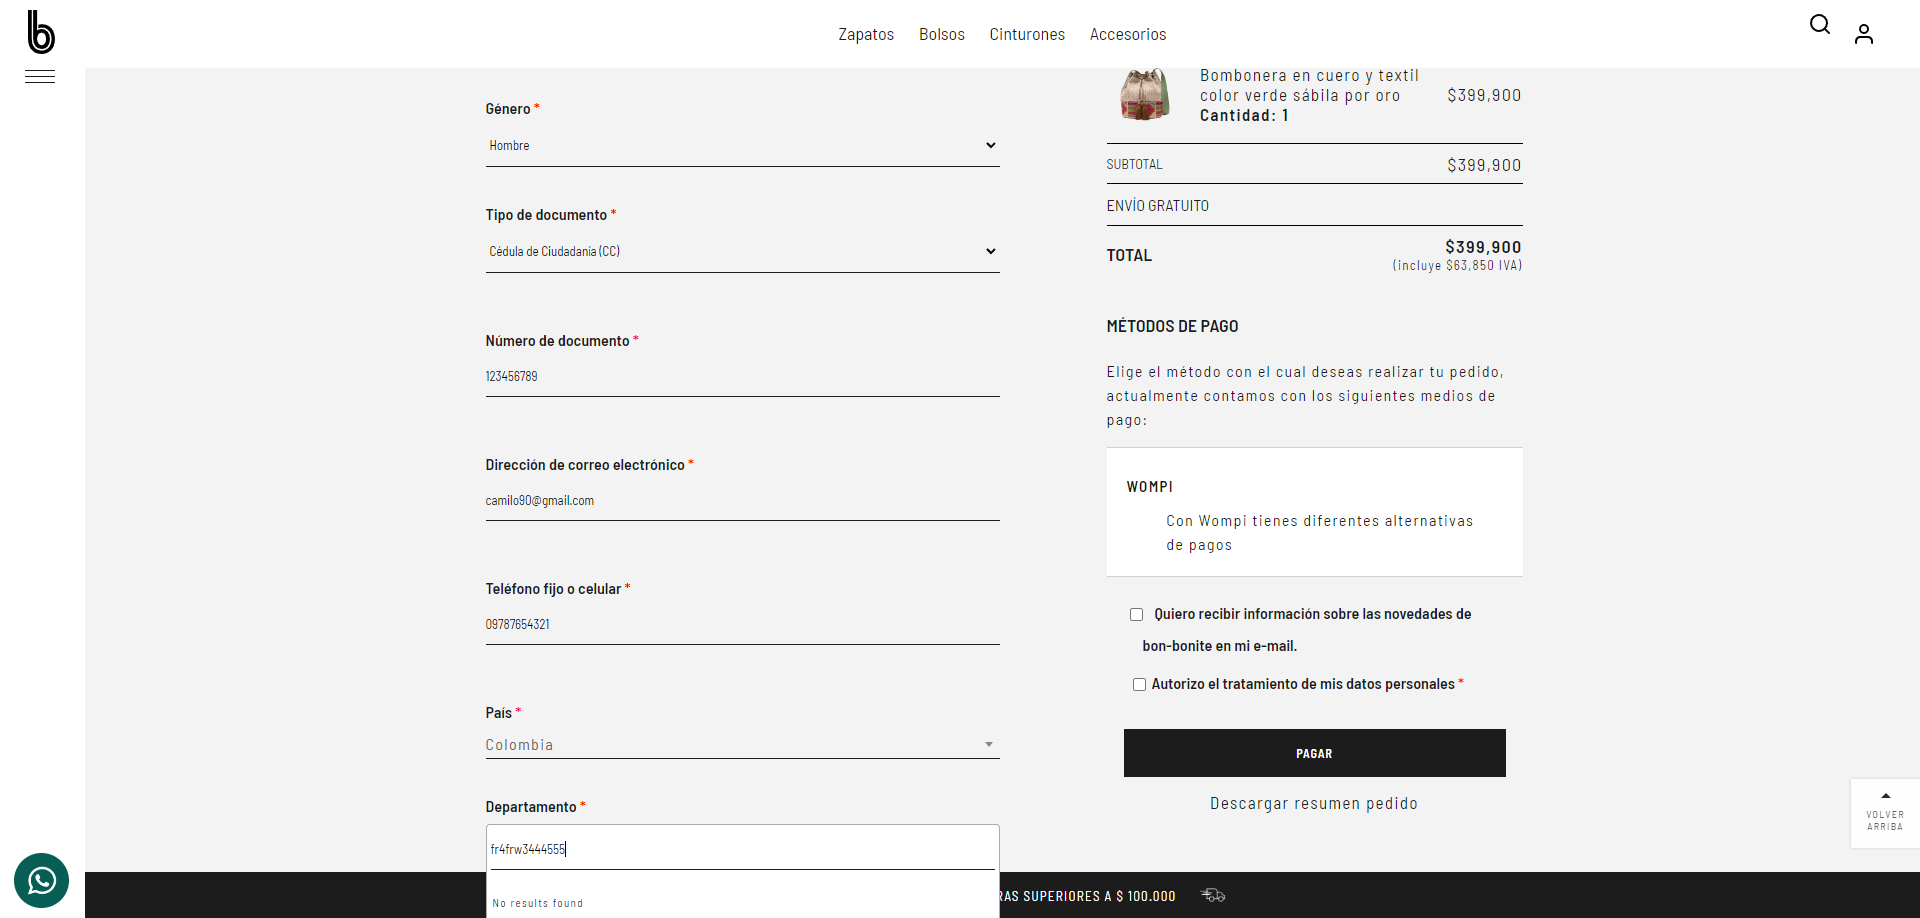 b
Zapatos Bolsos Cinturones Accesorios
Género *
Hombre
Tipo de documento *
Cédula de Ciudadanía (CC)
Número de documento *
123456789
Dirección de correo electrónico *
camilo90@gmail.com
Teléfono fijo o celular *
09787654321
País *
Colombia
Departamento *
fr4frw3444555
No results found
Bombonera en cuero y textil
color verde sábila por oro
Cantidad: 1
$399,900
SUBTOTAL $399,900
ENVÍO GRATUITO
TOTAL $399,900
(incluye $63,850 IVA)
MÉTODOS DE PAGO
Elige el método con el cual deseas realizar tu pedido,
actualmente contamos con los siguientes medios de
pago:
WOMPI
Con Wompi tienes diferentes alternativas
de pagos
Quiero recibir información sobre las novedades de
bon-bonite en mi e-mail.
Autorizo el tratamiento de mis datos personales *
PAGAR
Descargar resumen pedido
VOLVER
ARRIBA
RAS SUPERIORES A $ 100.000